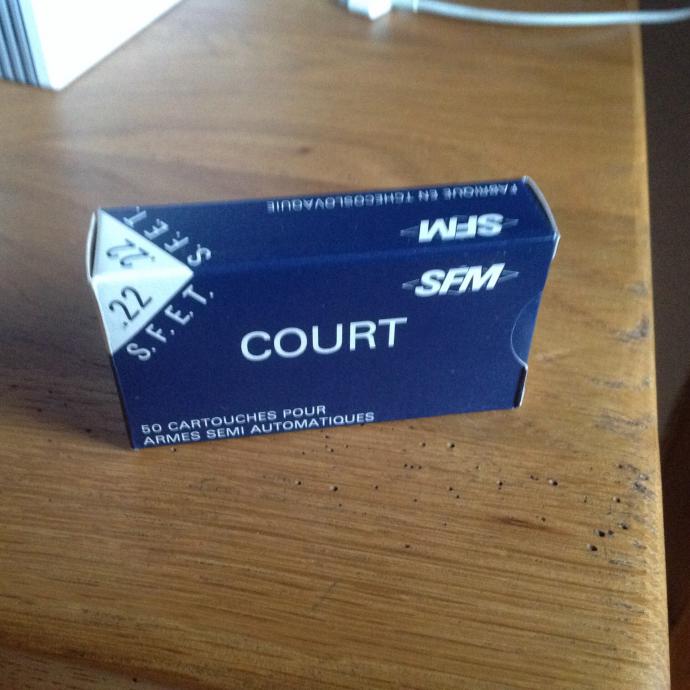 FABRIQUE EN TCHECOSLOVAQUIE
SFM
.22
S.F.E.T.
SFM
.22
S.F.E.T.
COURT
50 CARTOUCHES POUR
ARMES SEMI AUTOMATIQUES